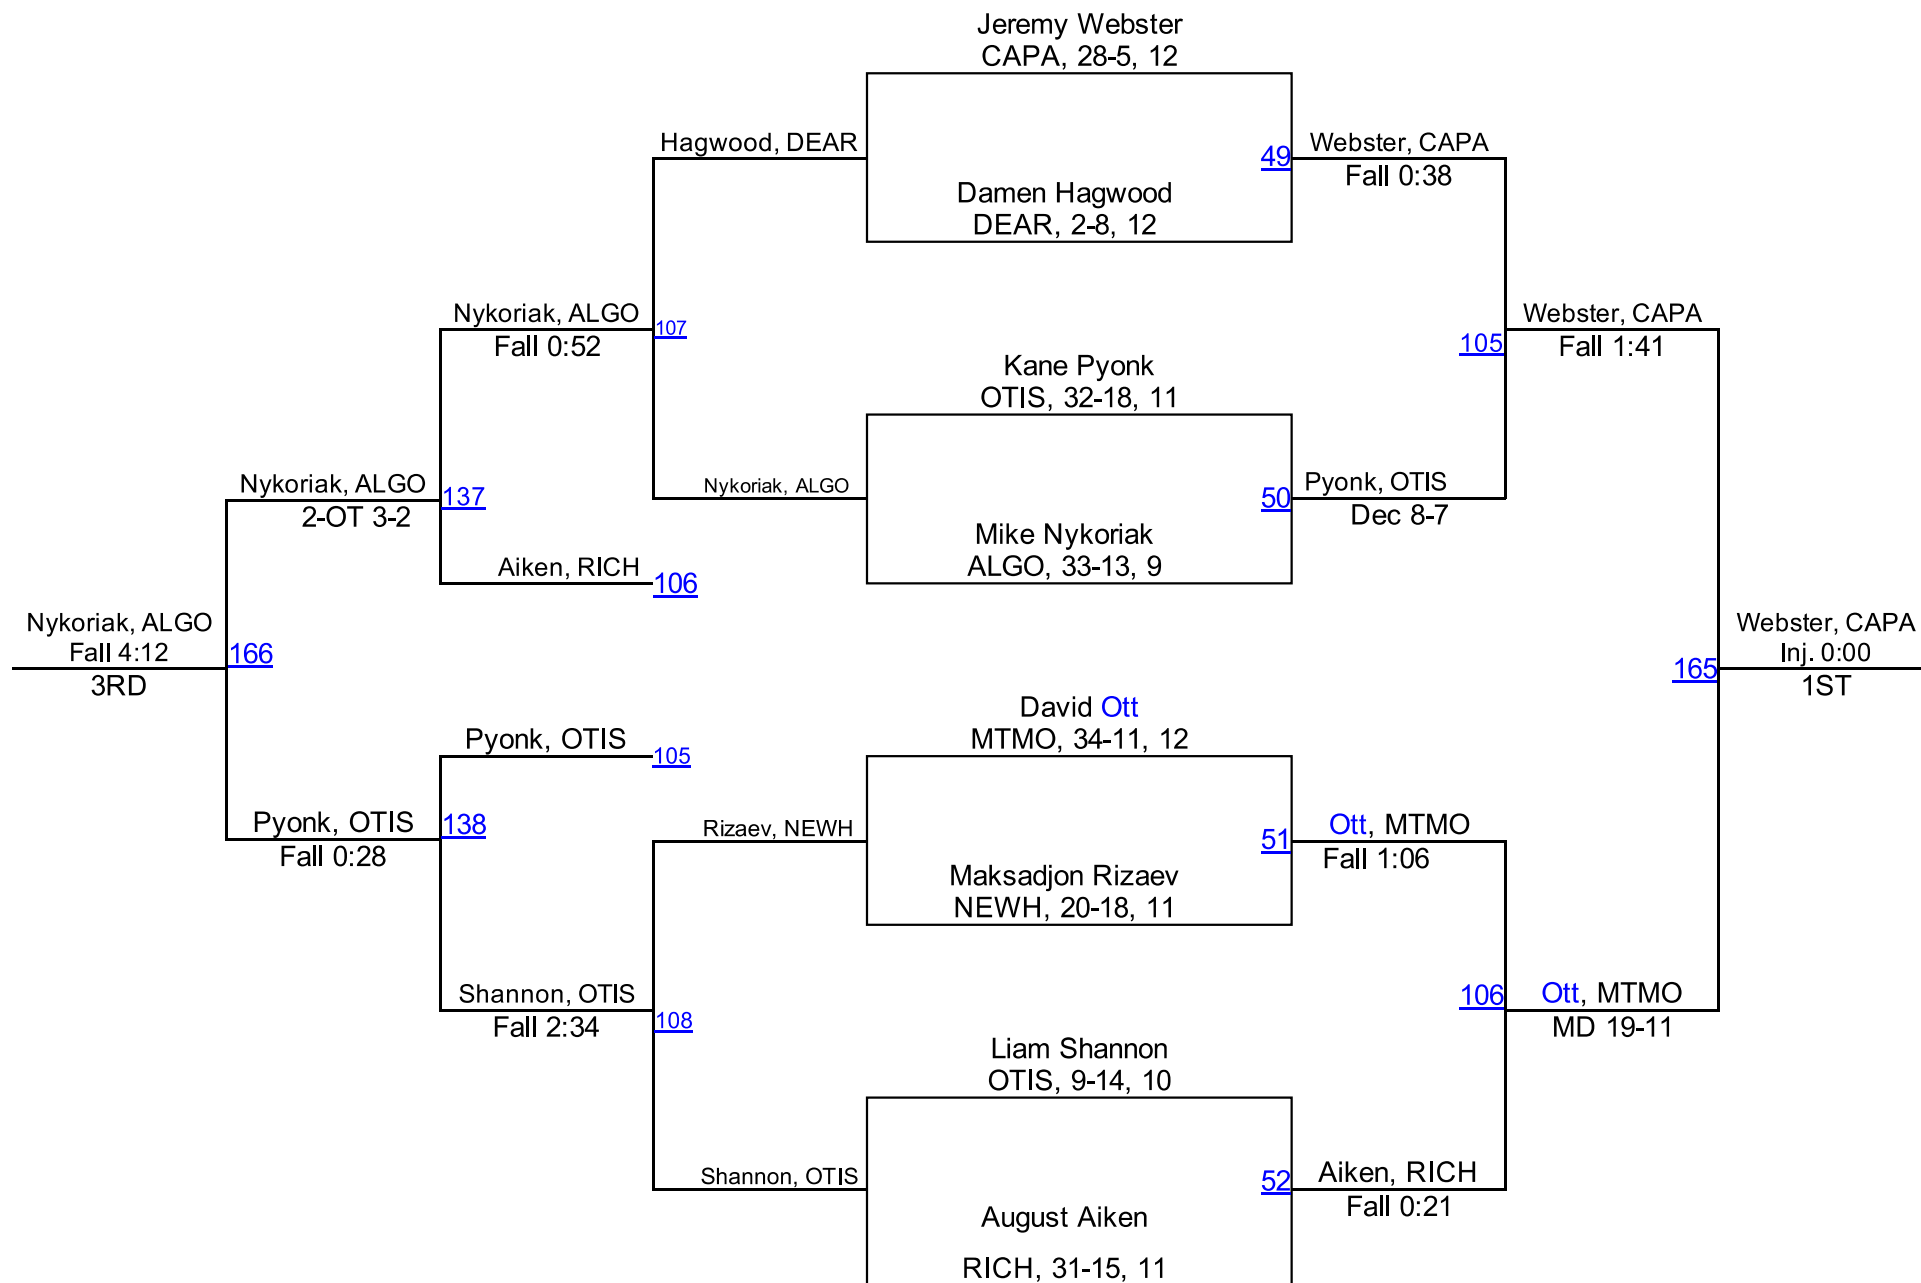 Jeremy Webster
CAPA, 28-5, 12
Hagwood, DEAR
49
Webster, CAPA
Fall 0:38
Damen Hagwood
DEAR, 2-8, 12
Nykoriak, ALGO
Fall 0:52
107
Webster, CAPA
Fall 1:41
105
Kane Pyonk
OTIS, 32-18, 11
Nykoriak, ALGO
2-OT 3-2
137
Nykoriak, ALGO
50
Pyonk, OTIS
Dec 8-7
Mike Nykoriak
ALGO, 33-13, 9
Aiken, RICH
106
Nykoriak, ALGO
Fall 4:12
3RD
166
Webster, CAPA
Inj. 0:00
1ST
165
David Ott
MTMO, 34-11, 12
Pyonk, OTIS
105
Pyonk, OTIS
Fall 0:28
138
Rizaev, NEWH
51
Ott, MTMO
Fall 1:06
Maksadjon Rizaev
NEWH, 20-18, 11
Shannon, OTIS
Fall 2:34
108
106
Ott, MTMO
MD 19-11
Liam Shannon
OTIS, 9-14, 10
Shannon, OTIS
52
Aiken, RICH
Fall 0:21
August Aiken
RICH, 31-15, 11